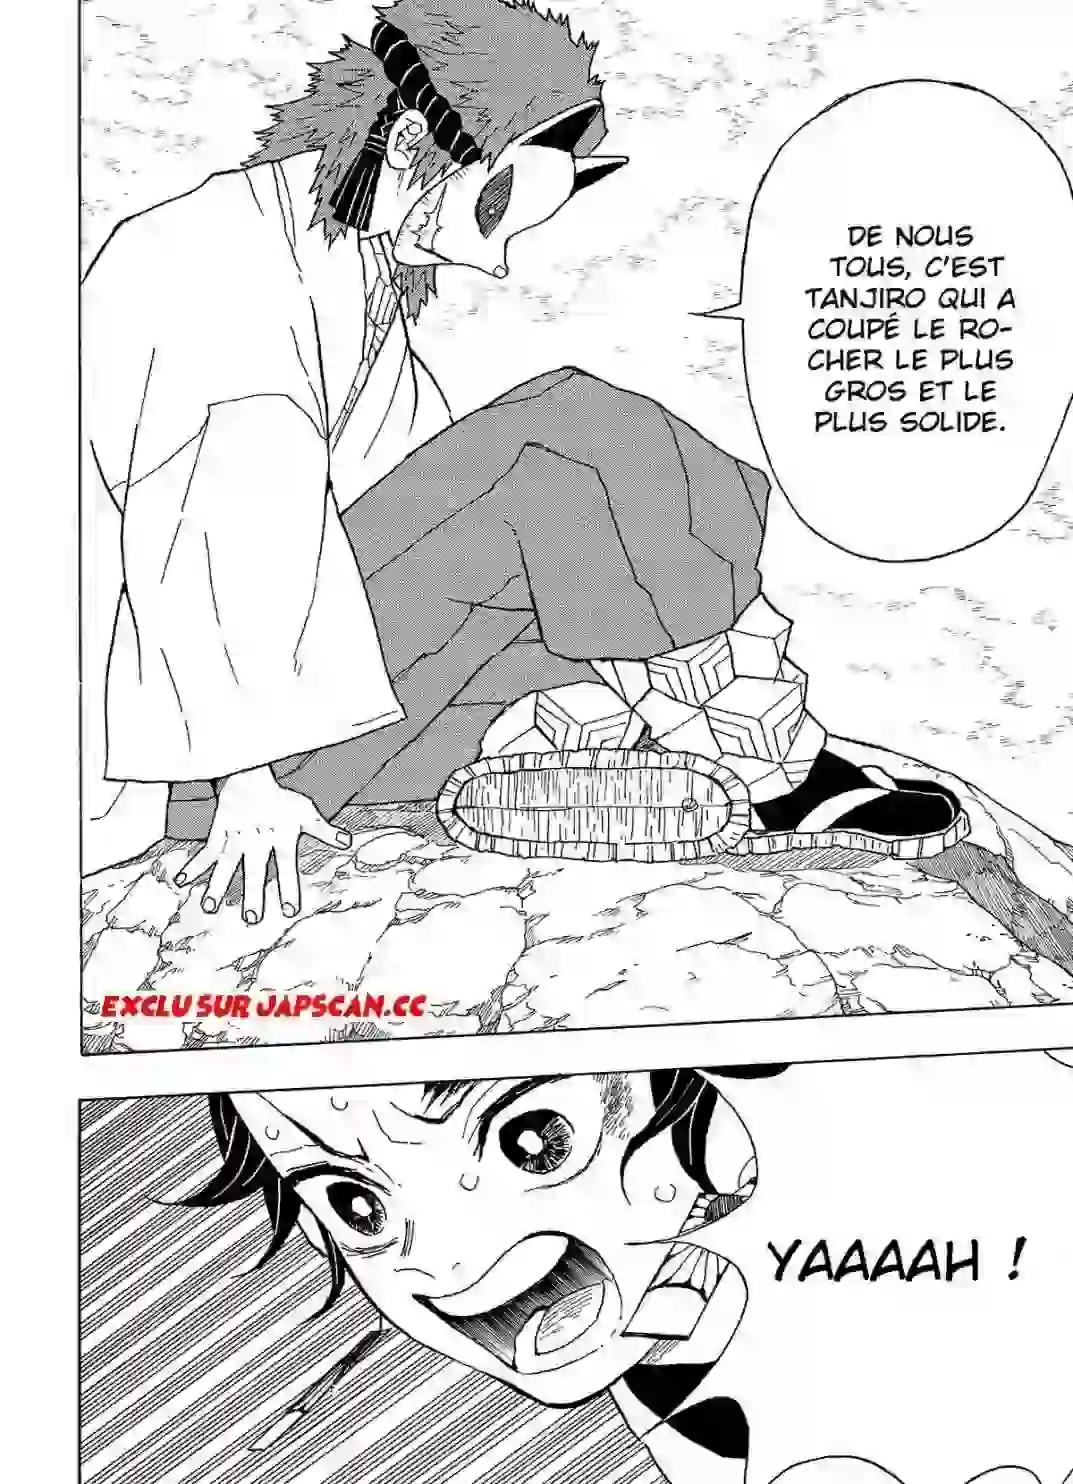 DE NOUS
TOUS, C'EST
TANJIRO QUI A
COUPÉ LE RO-
CHER LE PLUS
GROS ET LE
PLUS SOLIDE.
EXCLU SUR JAPSCAN.CC
YAAAAH !